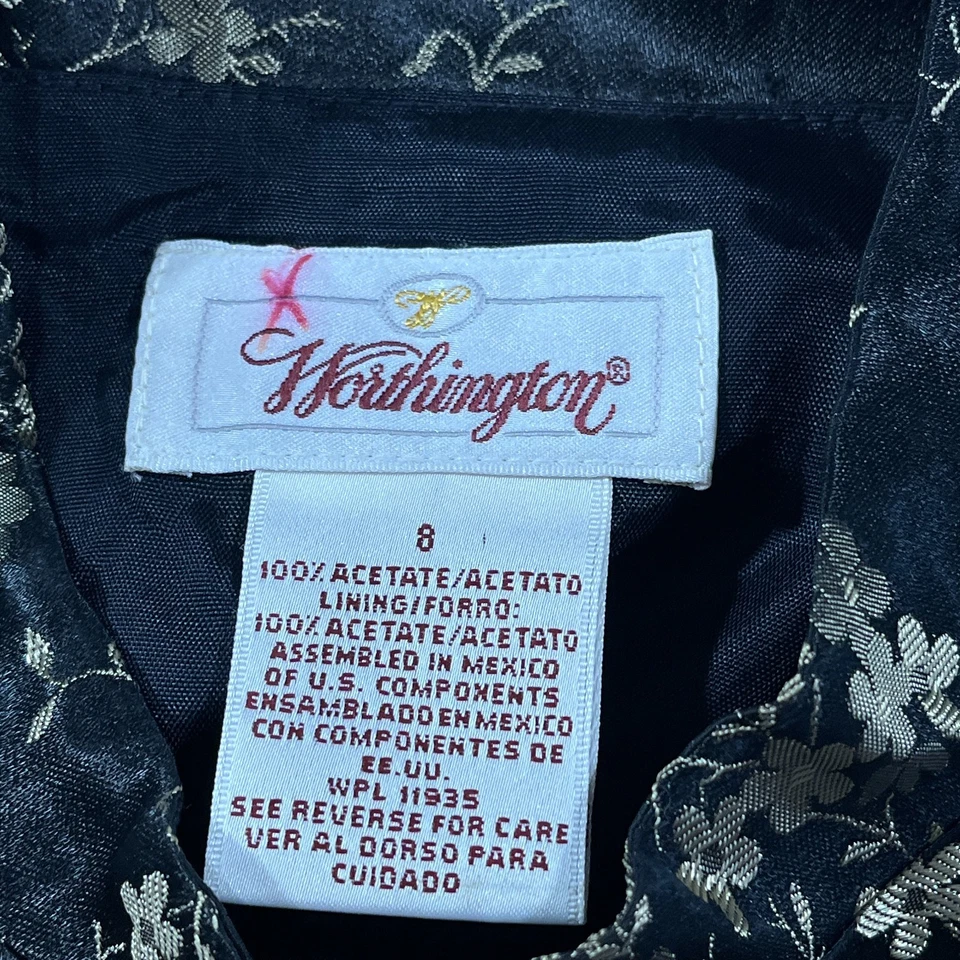 Worthington®
8
100% ACETATE/ACETATO
LINING/FORRO:
100% ACETATE/ACETATO
ASSEMBLED IN MEXICO
OF U.S. COMPONENTS
ENSAMBLADO EN MEXICO
CON COMPONENTES DE
EE.UU.
WPL 11935
SEE REVERSE FOR CARE
VER AL DORSO PARA
CUIDADO